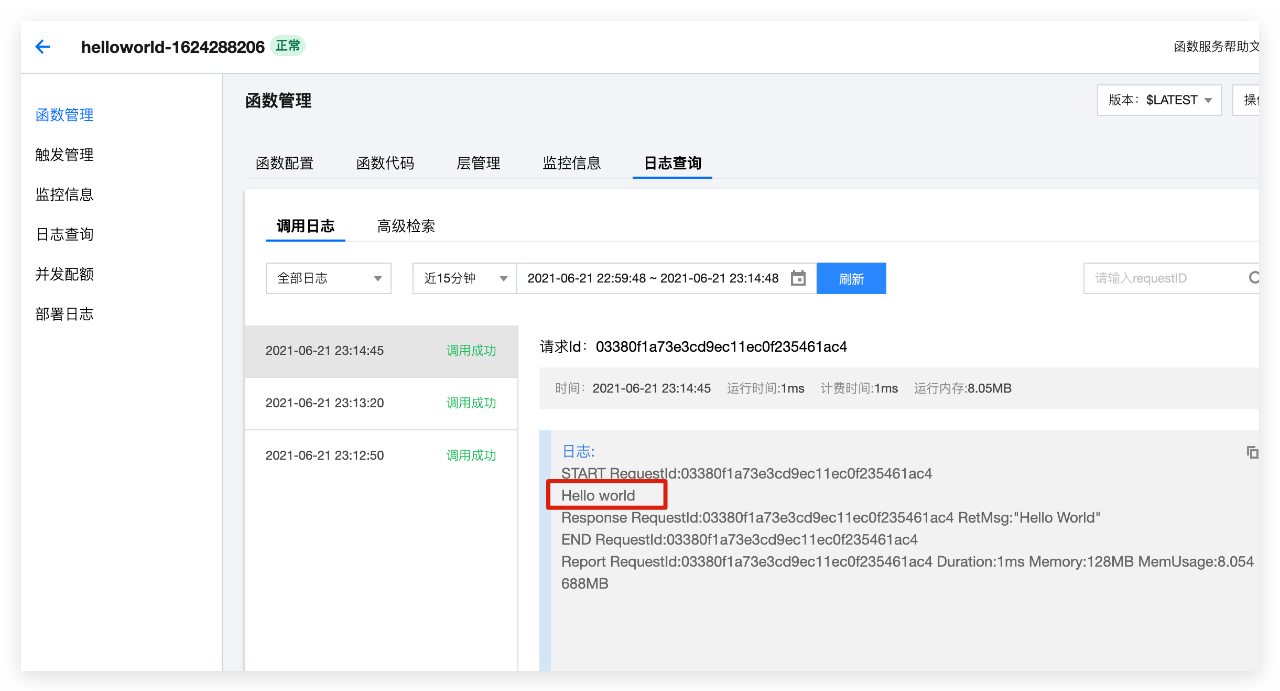 helloworld-1624288206 正常
函数服务帮助文
函数管理
触发管理
监控信息
日志查询
并发配额
部署日志
函数管理
版本：$LATEST
函数配置 函数代码 层管理 监控信息 日志查询
调用日志 高级检索
全部日志 近15分钟 2021-06-21 22:59:48 ~ 2021-06-21 23:14:48 刷新 请输入requestID
2021-06-21 23:14:45 调用成功
2021-06-21 23:13:20 调用成功
2021-06-21 23:12:50 调用成功
请求Id：03380f1a73e3cd9ec11ec0f235461ac4
时间：2021-06-21 23:14:45 运行时间:1ms 计费时间:1ms 运行内存:8.05MB
日志:
START RequestId:03380f1a73e3cd9ec11ec0f235461ac4
Hello world
Response RequestId:03380f1a73e3cd9ec11ec0f235461ac4 RetMsg:"Hello World"
END RequestId:03380f1a73e3cd9ec11ec0f235461ac4
Report RequestId:03380f1a73e3cd9ec11ec0f235461ac4 Duration:1ms Memory:128MB MemUsage:8.054
688MB